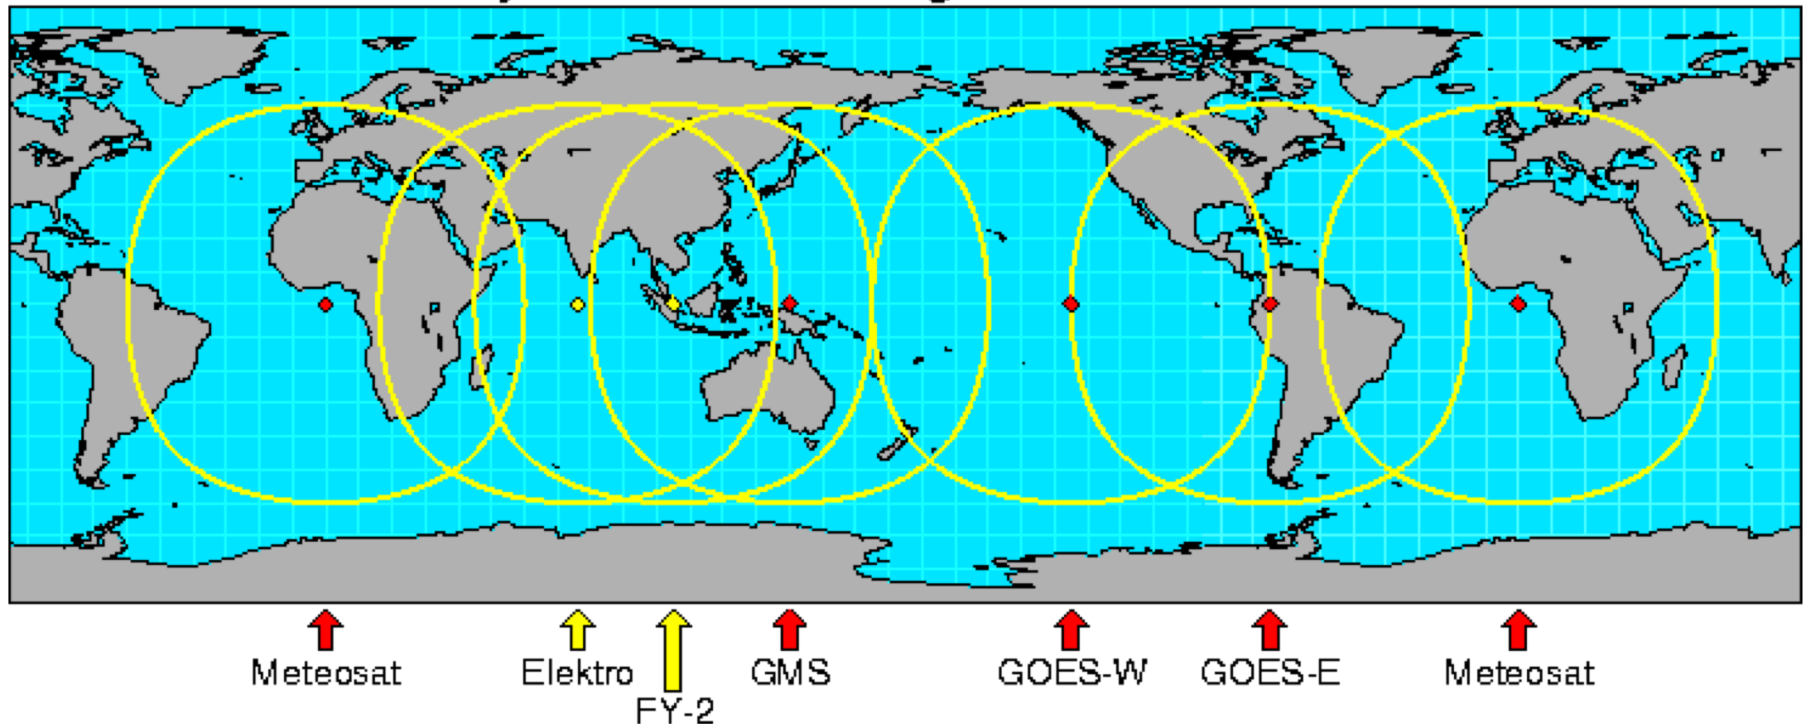 Meteosat
Elektro
FY-2
GMS
GOES-W
GOES-E
Meteosat